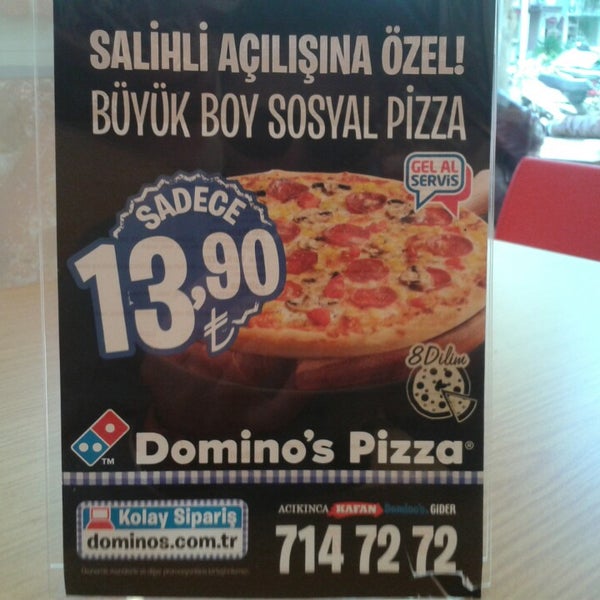 SALİHLİ AÇILIŞINA ÖZEL!
BÜYÜK BOY SOSYAL PİZZA
GEL AL
SERVİS
SADECE
13,90
₺
8 Dilim
TM
Domino's Pizza®
Kolay Sipariş
dominos.com.tr
ACIKINCA KAFAN Domino's. GİDER
714 72 72